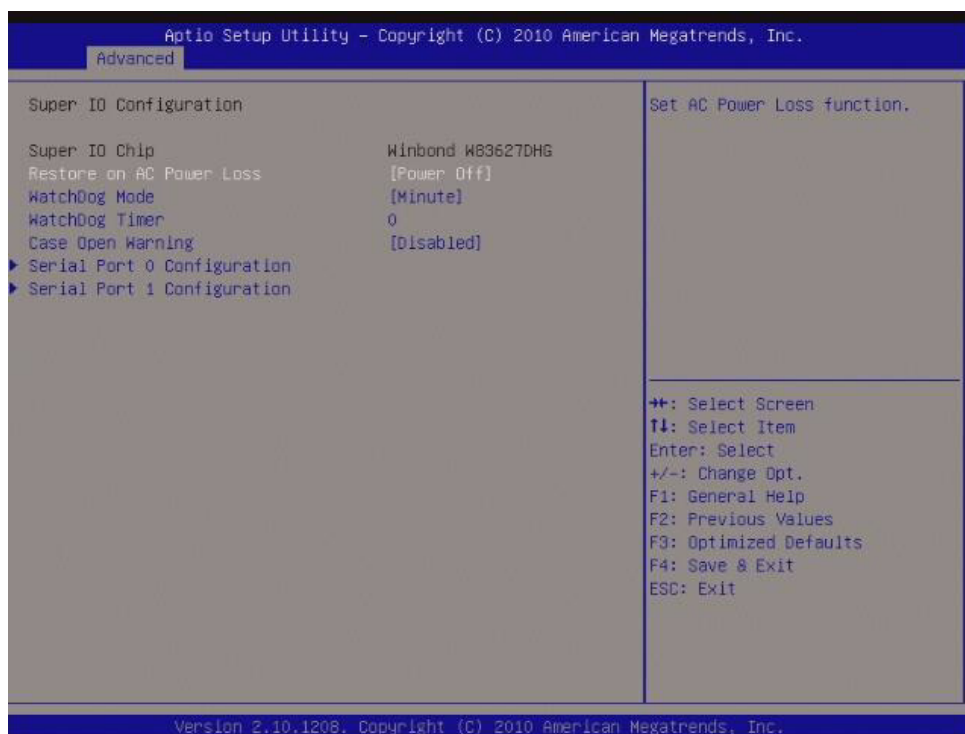 Aptio Setup Utility – Copyright (C) 2010 American Megatrends, Inc.
Advanced
Super IO Configuration
Super IO Chip Winbond W83627DHG
Restore on AC Power Loss [Power Off]
WatchDog Mode [Minute]
WatchDog Timer 0
Case Open Warning [Disabled]
▶ Serial Port 0 Configuration
▶ Serial Port 1 Configuration
Set AC Power Loss function.
→←: Select Screen
↑↓: Select Item
Enter: Select
+/-: Change Opt.
F1: General Help
F2: Previous Values
F3: Optimized Defaults
F4: Save & Exit
ESC: Exit
Version 2.10.1208. Copyright (C) 2010 American Megatrends, Inc.